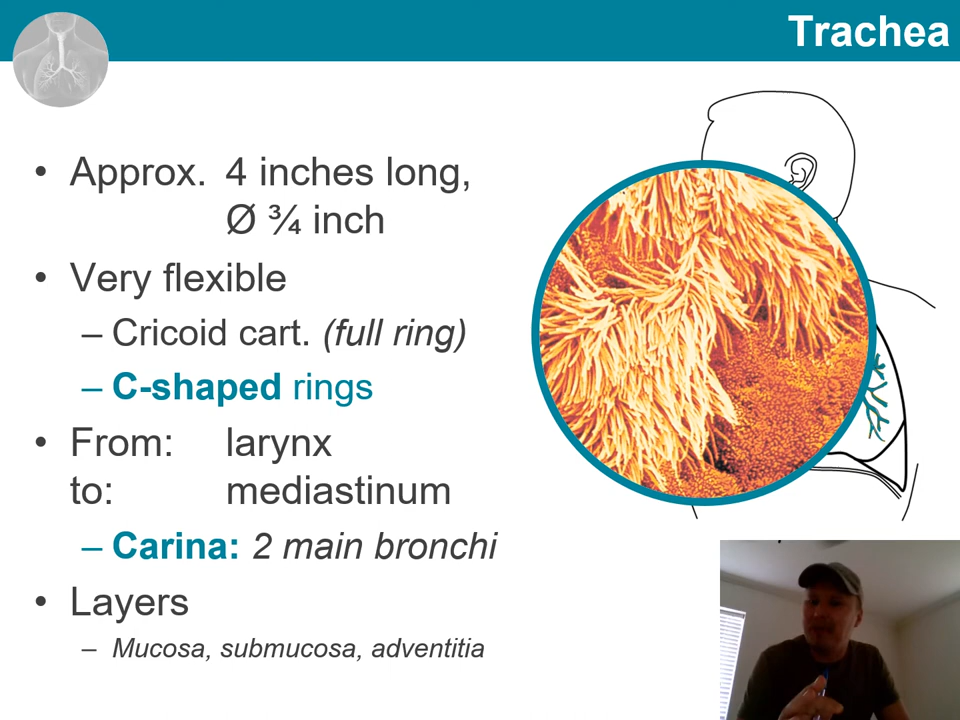 Trachea
• Approx. 4 inches long,
Ø ¾ inch
• Very flexible
– Cricoid cart. (full ring)
– C-shaped rings
• From: larynx
to: mediastinum
– Carina: 2 main bronchi
• Layers
– Mucosa, submucosa, adventitia